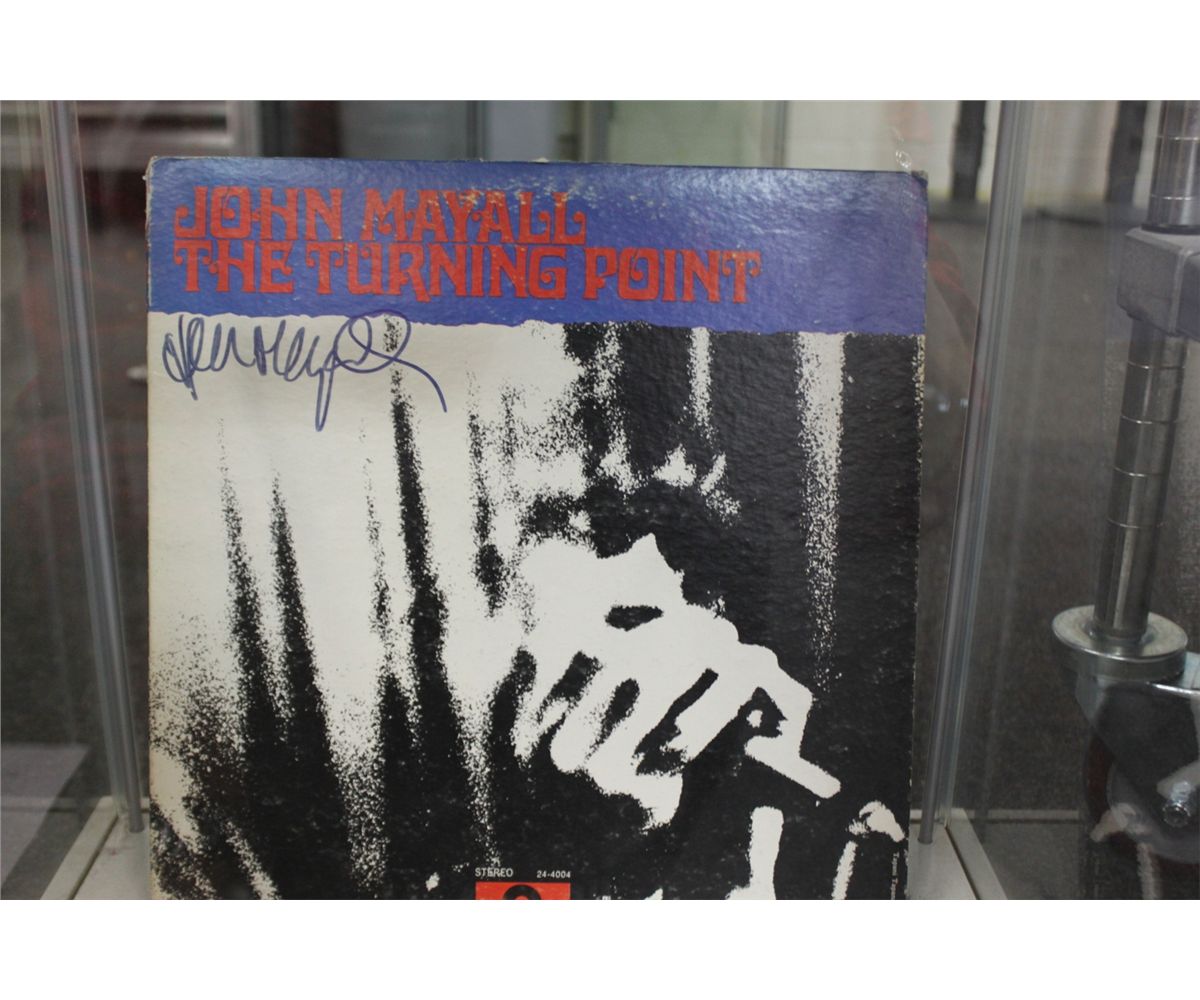 JOHN MAYALL
THE TURNING POINT
STEREO 24-4004